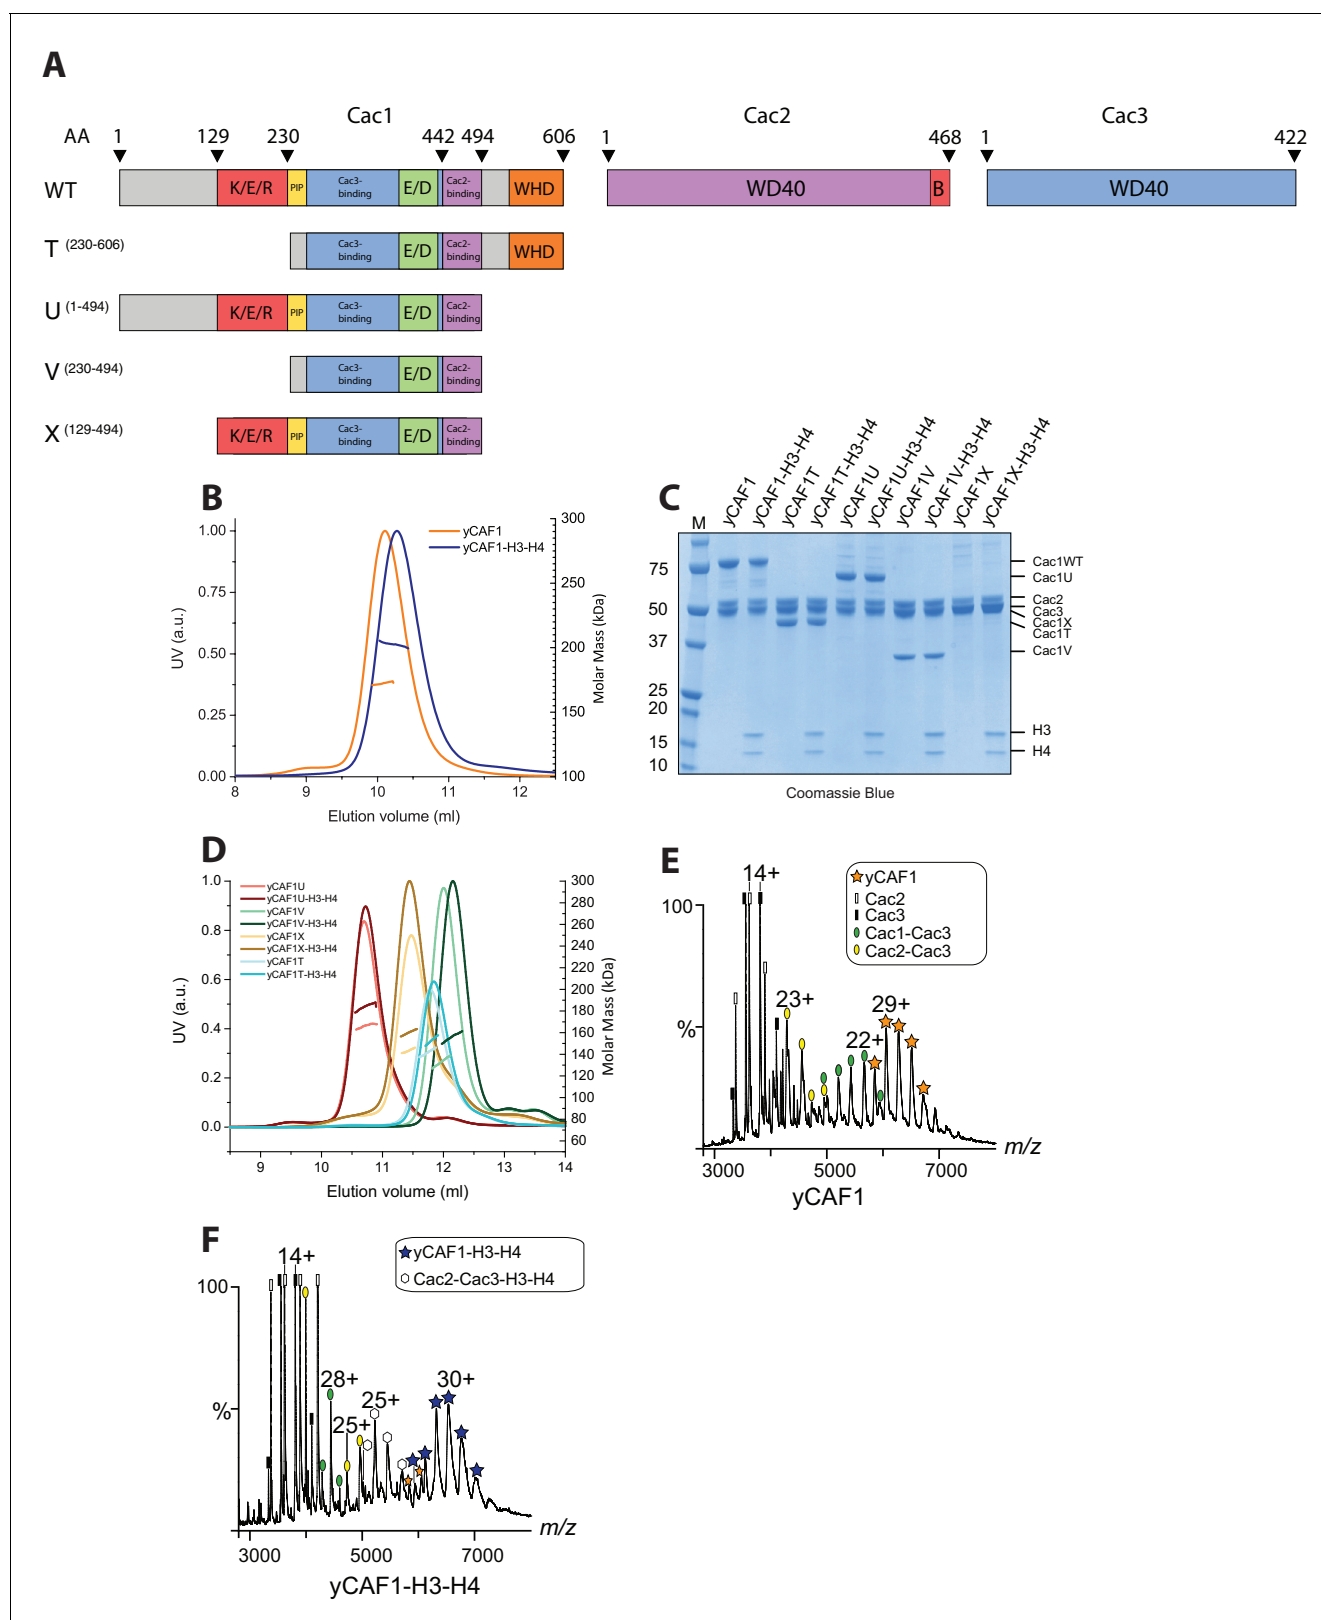 A
Cac1
Cac2
Cac3
AA 1 129 230 442 494 606 1 468 1 422
WT K/E/R PIP Cac3-binding E/D Cac2-binding WHD WD40 B WD40
T (230-606) Cac3-binding E/D Cac2-binding WHD
U (1-494) K/E/R PIP Cac3-binding E/D Cac2-binding
V (230-494) Cac3-binding E/D Cac2-binding
X (129-494) K/E/R PIP Cac3-binding E/D Cac2-binding
B
yCAF1
yCAF1-H3-H4
1.00
0.75
0.50
0.25
0.00
UV (a.u.)
300
250
200
150
100
Molar Mass (kDa)
8 9 10 11 12
Elution volume (ml)
C
M yCAF1 yCAF1-H3-H4 yCAF1T yCAF1T-H3-H4 yCAF1U yCAF1U-H3-H4 yCAF1V yCAF1V-H3-H4 yCAF1X yCAF1X-H3-H4
75
50
37
25
20
15
10
Cac1WT
Cac1U
Cac2
Cac3
Cac1X
Cac1T
Cac1V
H3
H4
Coomassie Blue
D
yCAF1U
yCAF1U-H3-H4
yCAF1V
yCAF1V-H3-H4
yCAF1X
yCAF1X-H3-H4
yCAF1T
yCAF1T-H3-H4
1.0
0.8
0.6
0.4
0.2
0.0
UV (a.u.)
300
280
260
240
220
200
180
160
140
120
100
80
60
Molar Mass (kDa)
9 10 11 12 13 14
Elution volume (ml)
E
yCAF1
Cac2
Cac3
Cac1-Cac3
Cac2-Cac3
100
%
14+
23+
22+
29+
3000 5000 7000
m/z
yCAF1
F
yCAF1-H3-H4
Cac2-Cac3-H3-H4
100
%
14+
28+
25+
25+
30+
3000 5000 7000
m/z
yCAF1-H3-H4